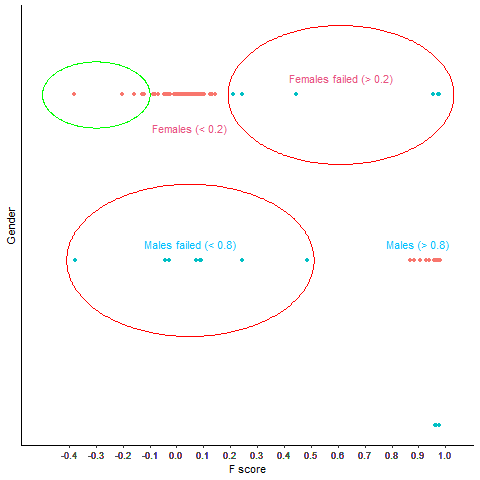 Females failed (> 0.2)
Females (< 0.2)
Males failed (< 0.8)
Males (> 0.8)
Gender
-0.4 -0.3 -0.2 -0.1 0.0 0.1 0.2 0.3 0.4 0.5 0.6 0.7 0.8 0.9 1.0
F score